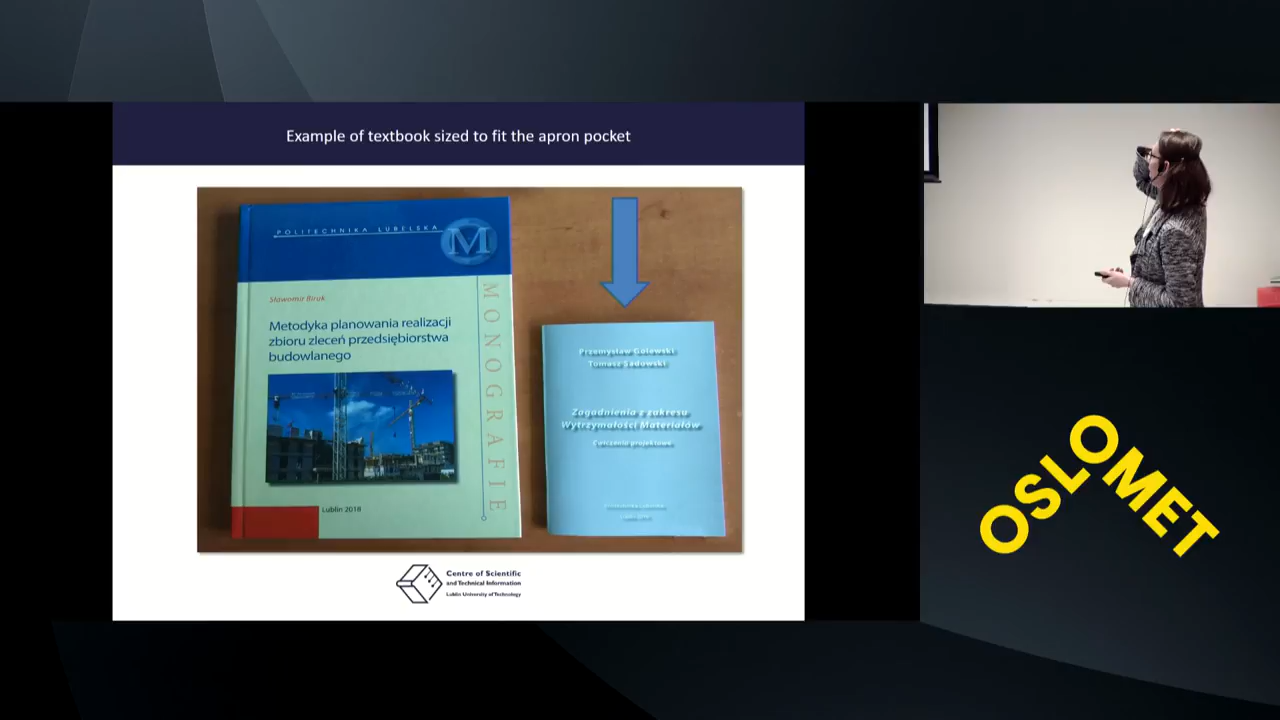 Example of textbook sized to fit the apron pocket
POLITECHNIKA LUBELSKA
M
Sławomir Biruk
Metodyka planowania realizacji
zbioru zleceń przedsiębiorstwa
budowlanego
MONOGRAFIE
Lublin 2018
Przemysław Golewski
Tomasz Sadowski
Zagadnienia z zakresu
Wytrzymałości Materiałów
Ćwiczenia projektowe
Centre of Scientific
and Technical Information
Lublin University of Technology
OSLOMET